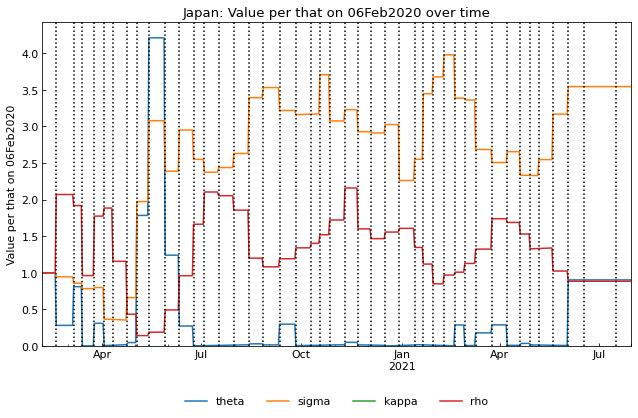 Japan: Value per that on 06Feb2020 over time
Value per that on 06Feb2020
4.0
3.5
3.0
2.5
2.0
1.5
1.0
0.5
0.0
Apr Jul Oct Jan Apr Jul
2021
theta sigma kappa rho